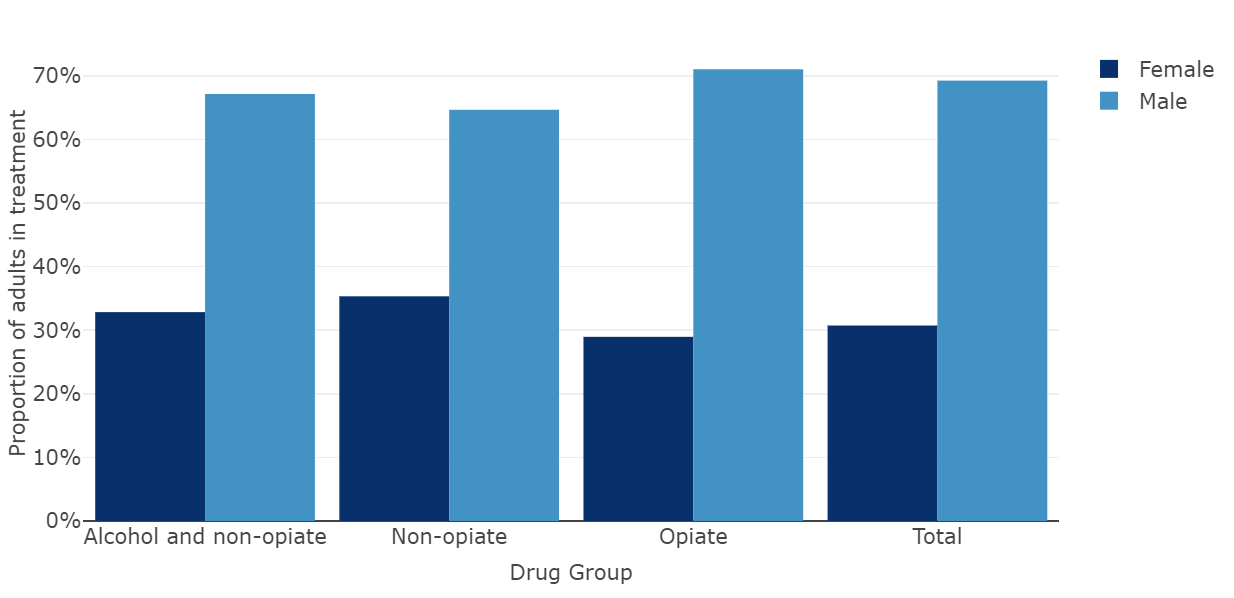 Female
Male
Proportion of adults in treatment
70%
60%
50%
40%
30%
20%
10%
0%
Alcohol and non-opiate
Non-opiate
Opiate
Total
Drug Group